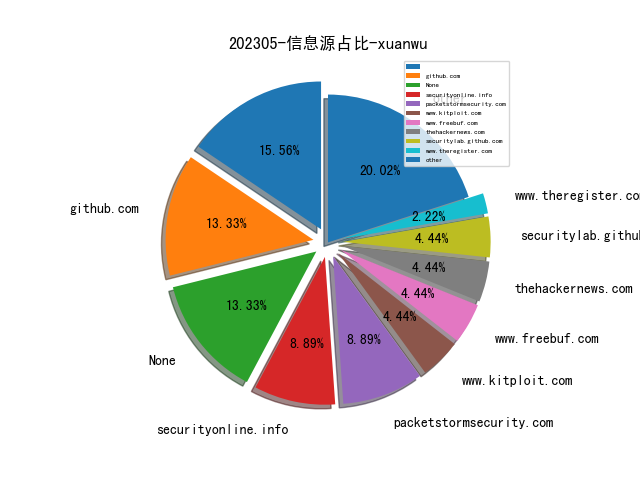 202305-信息源占比-xuanwu
github.com
None
securityonline.info
packetstormsecurity.com
www.kitploit.com
www.freebuf.com
thehackernews.com
securitylab.github.com
www.theregister.com
other
other
15.56%
20.02%
www.theregister.co
2.22%
github.com
13.33%
4.44%
securitylab.github
4.44%
thehackernews.com
4.44%
13.33%
4.44%
8.89%
8.89%
www.freebuf.com
None
www.kitploit.com
packetstormsecurity.com
securityonline.info